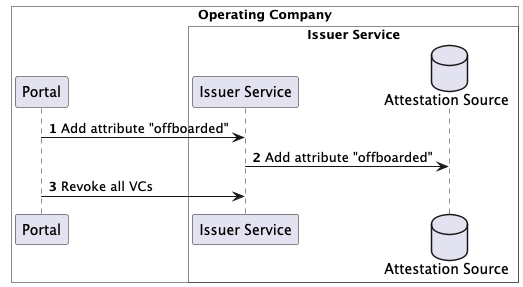 Operating Company
Issuer Service
Portal
Issuer Service
Attestation Source
1 Add attribute "offboarded"
2 Add attribute "offboarded"
3 Revoke all VCs
Portal
Issuer Service
Attestation Source